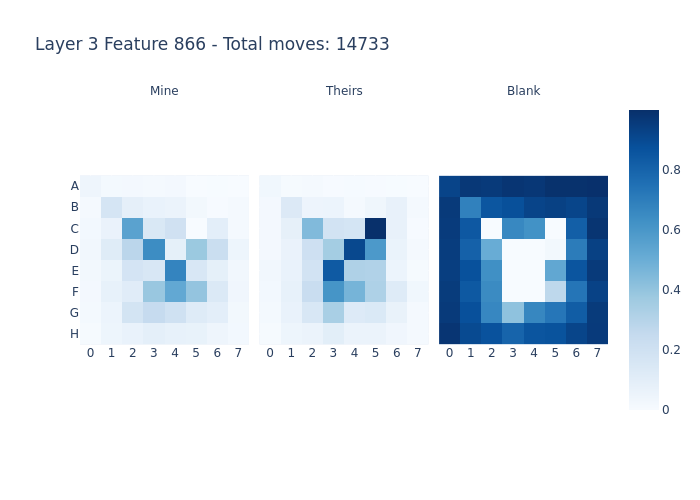 Layer 3 Feature 866 - Total moves: 14733
Mine Theirs Blank
A
B
C
D
E
F
G
H
0 1 2 3 4 5 6 7 0 1 2 3 4 5 6 7 0 1 2 3 4 5 6 7
0.8
0.6
0.4
0.2
0